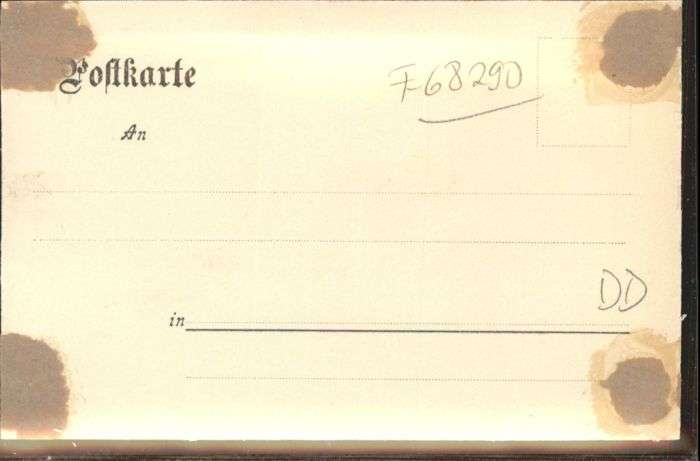 Postkarte
F68290
An
DD
in